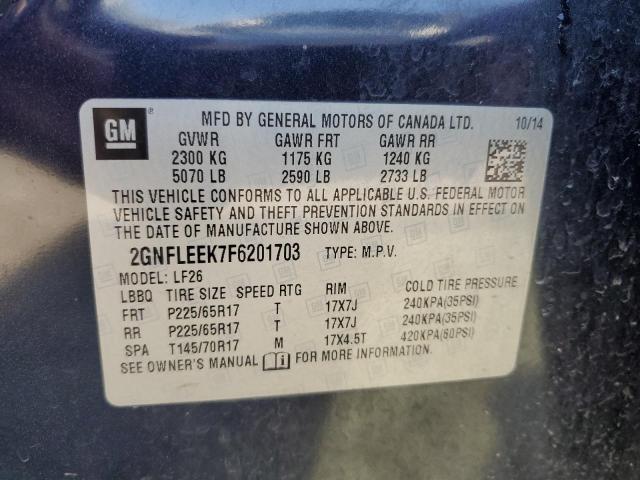 GM ®
MFD BY GENERAL MOTORS OF CANADA LTD. 10/14
GVWR GAWR FRT GAWR RR
2300 KG 1175 KG 1240 KG
5070 LB 2590 LB 2733 LB
THIS VEHICLE CONFORMS TO ALL APPLICABLE U.S. FEDERAL MOTOR
VEHICLE SAFETY AND THEFT PREVENTION STANDARDS IN EFFECT ON
THE DATE OF MANUFACTURE SHOWN ABOVE.
2GNFLEEK7F6201703 TYPE: M.P.V.
MODEL: LF26
LBBQ TIRE SIZE SPEED RTG RIM COLD TIRE PRESSURE
FRT P225/65R17 T 17X7J 240KPA(35PSI)
RR P225/65R17 T 17X7J 240KPA(35PSI)
SPA T145/70R17 M 17X4.5T 420KPA(60PSI)
SEE OWNER'S MANUAL FOR MORE INFORMATION.